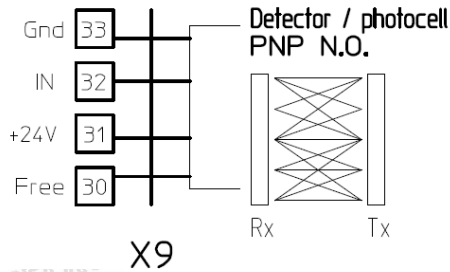 Gnd 33
IN 32
+24V 31
Free 30
X9
Detector / photocell
PNP N.O.
Rx
Tx